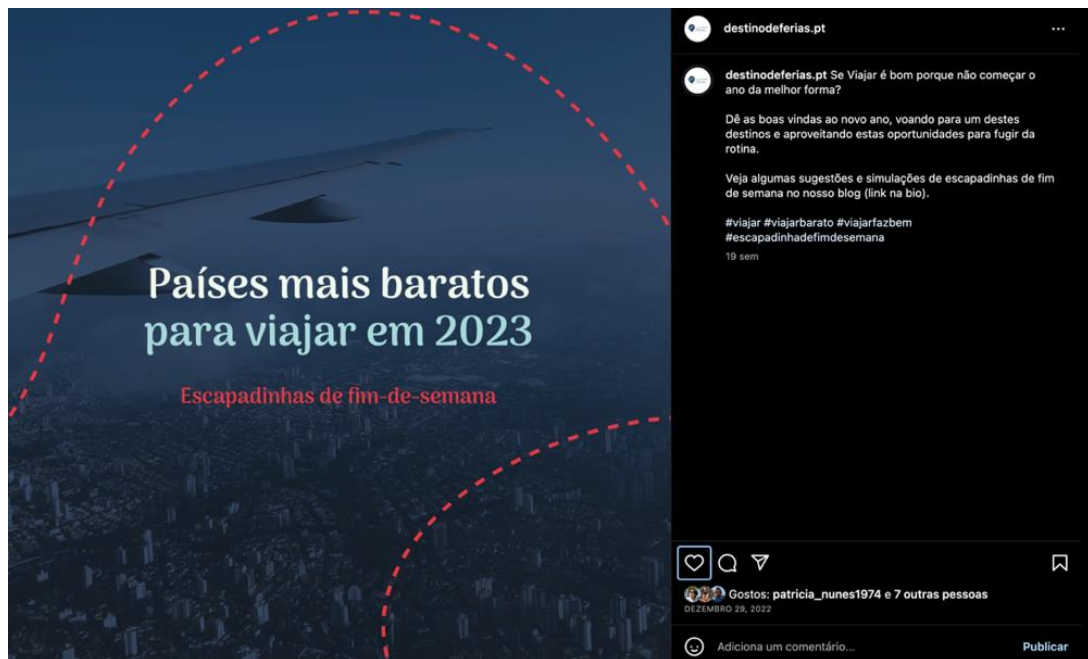 Países mais baratos
para viajar em 2023
Escapadinhas de fim-de-semana
destinodeferias.pt
destinodeferias.pt Se Viajar é bom porque não começar o
ano da melhor forma?
Dê as boas vindas ao novo ano, voando para um destes
destinos e aproveitando estas oportunidades para fugir da
rotina.
Veja algumas sugestões e simulações de escapadinhas de fim
de semana no nosso blog (link na bio).
#viajar #viajarbarato #viajarfazbem
#escapadinhadefimdesemana
19 sem
Gostos: patricia_nunes1974 e 7 outras pessoas
DEZEMBRO 29, 2022
Adiciona um comentário...
Publicar